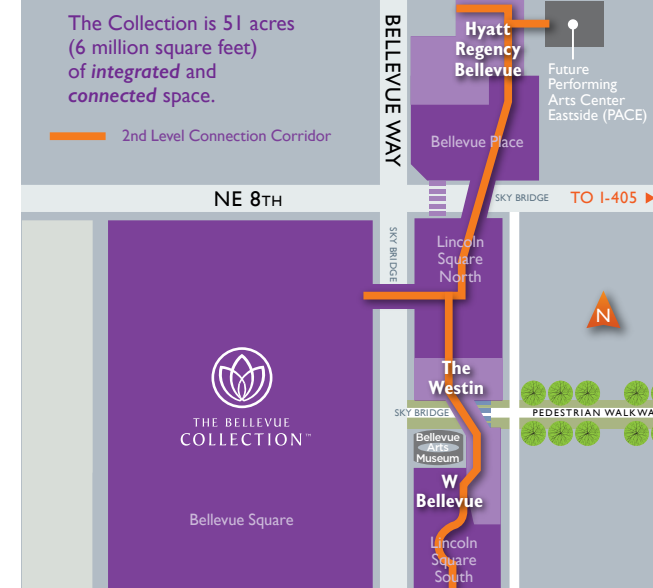 The Collection is 51 acres
(6 million square feet)
of integrated and
connected space.
2nd Level Connection Corridor
BELLEVUE WAY
Hyatt
Regency
Bellevue
Future
Performing
Arts Center
Eastside (PACE)
Bellevue Place
NE 8TH
SKY BRIDGE
TO I-405
SKY BRIDGE
Lincoln
Square
North
N
THE BELLEVUE
COLLECTION™
The
Westin
SKY BRIDGE
PEDESTRIAN
Bellevue
Arts
Museum
W
Bellevue
Bellevue Square
Lincoln
Square
South